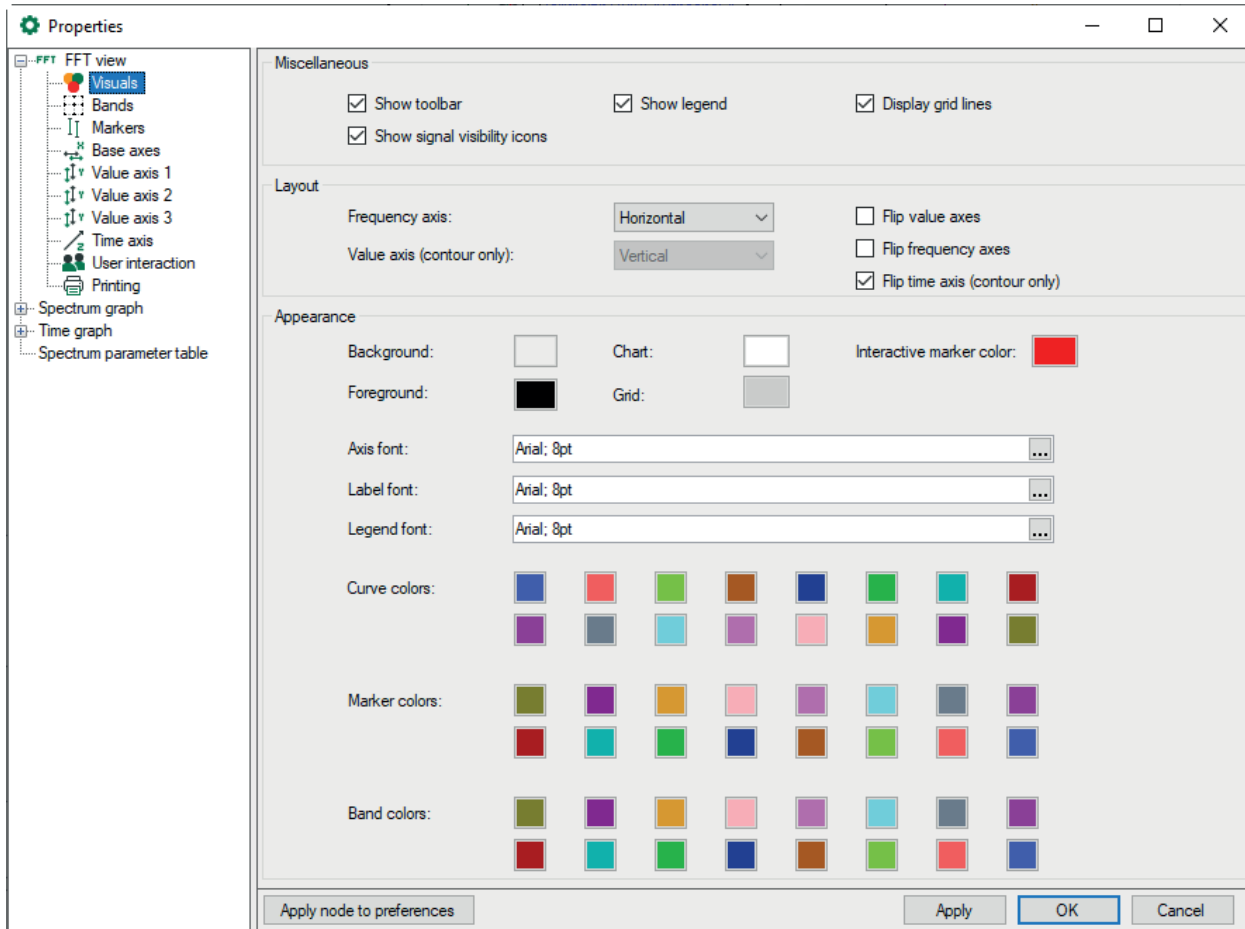 Properties
FFT FFT view
Visuals
Bands
Markers
X Base axes
Y Value axis 1
Y Value axis 2
Y Value axis 3
Z Time axis
User interaction
Printing
Spectrum graph
Time graph
Spectrum parameter table
Miscellaneous
Show toolbar Show legend Display grid lines
Show signal visibility icons
Layout
Frequency axis: Horizontal Flip value axes
Flip frequency axes
Value axis (contour only): Vertical
Flip time axis (contour only)
Appearance
Background: Chart: Interactive marker color:
Foreground: Grid:
Axis font: Arial; 8pt ...
Label font: Arial; 8pt ...
Legend font: Arial; 8pt ...
Curve colors:
Marker colors:
Band colors:
Apply node to preferences Apply OK Cancel